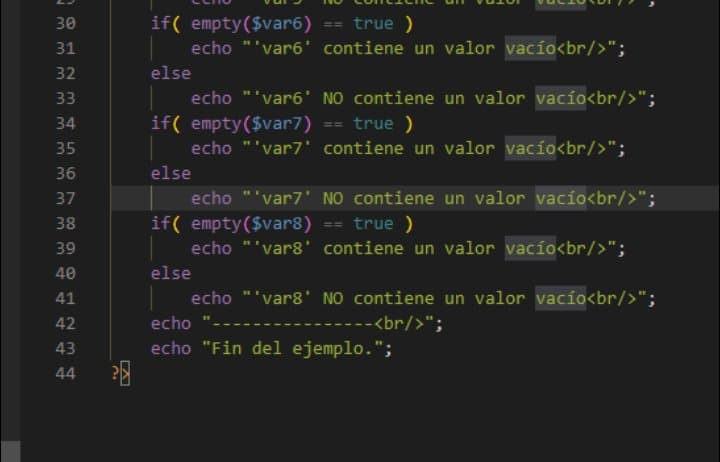 29 echo "'var5' NO contiene un valor vacío<br/>";
30 if( empty($var6) == true )
31 echo "'var6' contiene un valor vacío<br/>";
32 else
33 echo "'var6' NO contiene un valor vacío<br/>";
34 if( empty($var7) == true )
35 echo "'var7' contiene un valor vacío<br/>";
36 else
37 echo "'var7' NO contiene un valor vacío<br/>";
38 if( empty($var8) == true )
39 echo "'var8' contiene un valor vacío<br/>";
40 else
41 echo "'var8' NO contiene un valor vacío<br/>";
42 echo "----------------<br/>";
43 echo "Fin del ejemplo.";
44 ?>